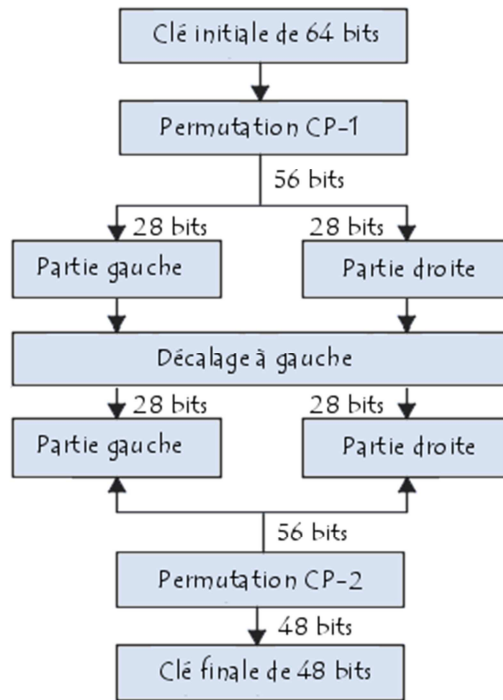 Clé initiale de 64 bits
Permutation CP-1
56 bits
28 bits
28 bits
Partie gauche
Partie droite
Décalage à gauche
28 bits
28 bits
Partie gauche
Partie droite
56 bits
Permutation CP-2
48 bits
Clé finale de 48 bits